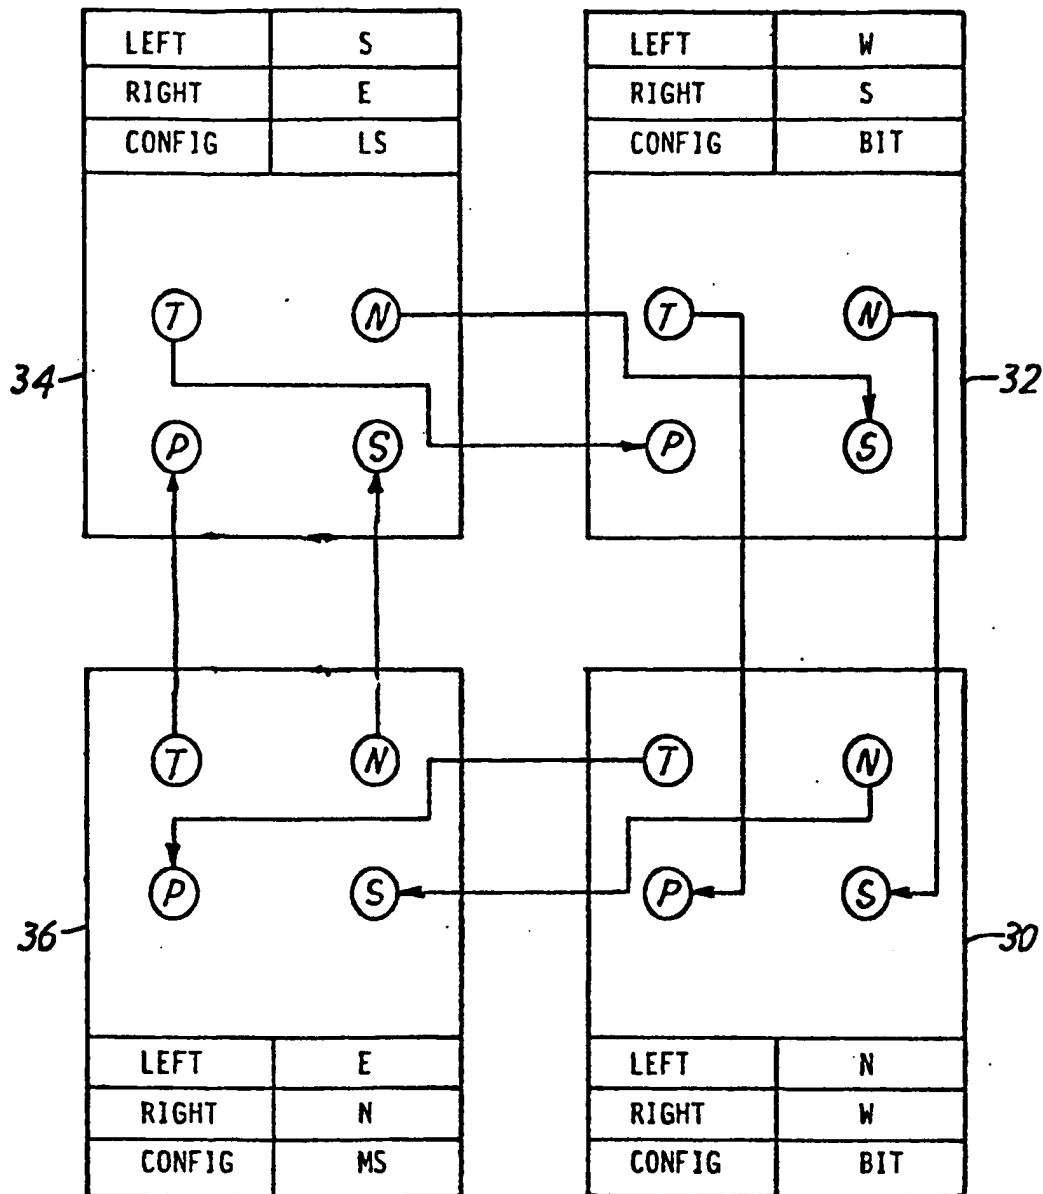 LEFT S LEFT W
RIGHT E RIGHT S
CONFIG LS CONFIG BIT
T N T N
34 32
P S P S
T N T N
P S P S
36 30
LEFT E LEFT N
RIGHT N RIGHT W
CONFIG MS CONFIG BIT